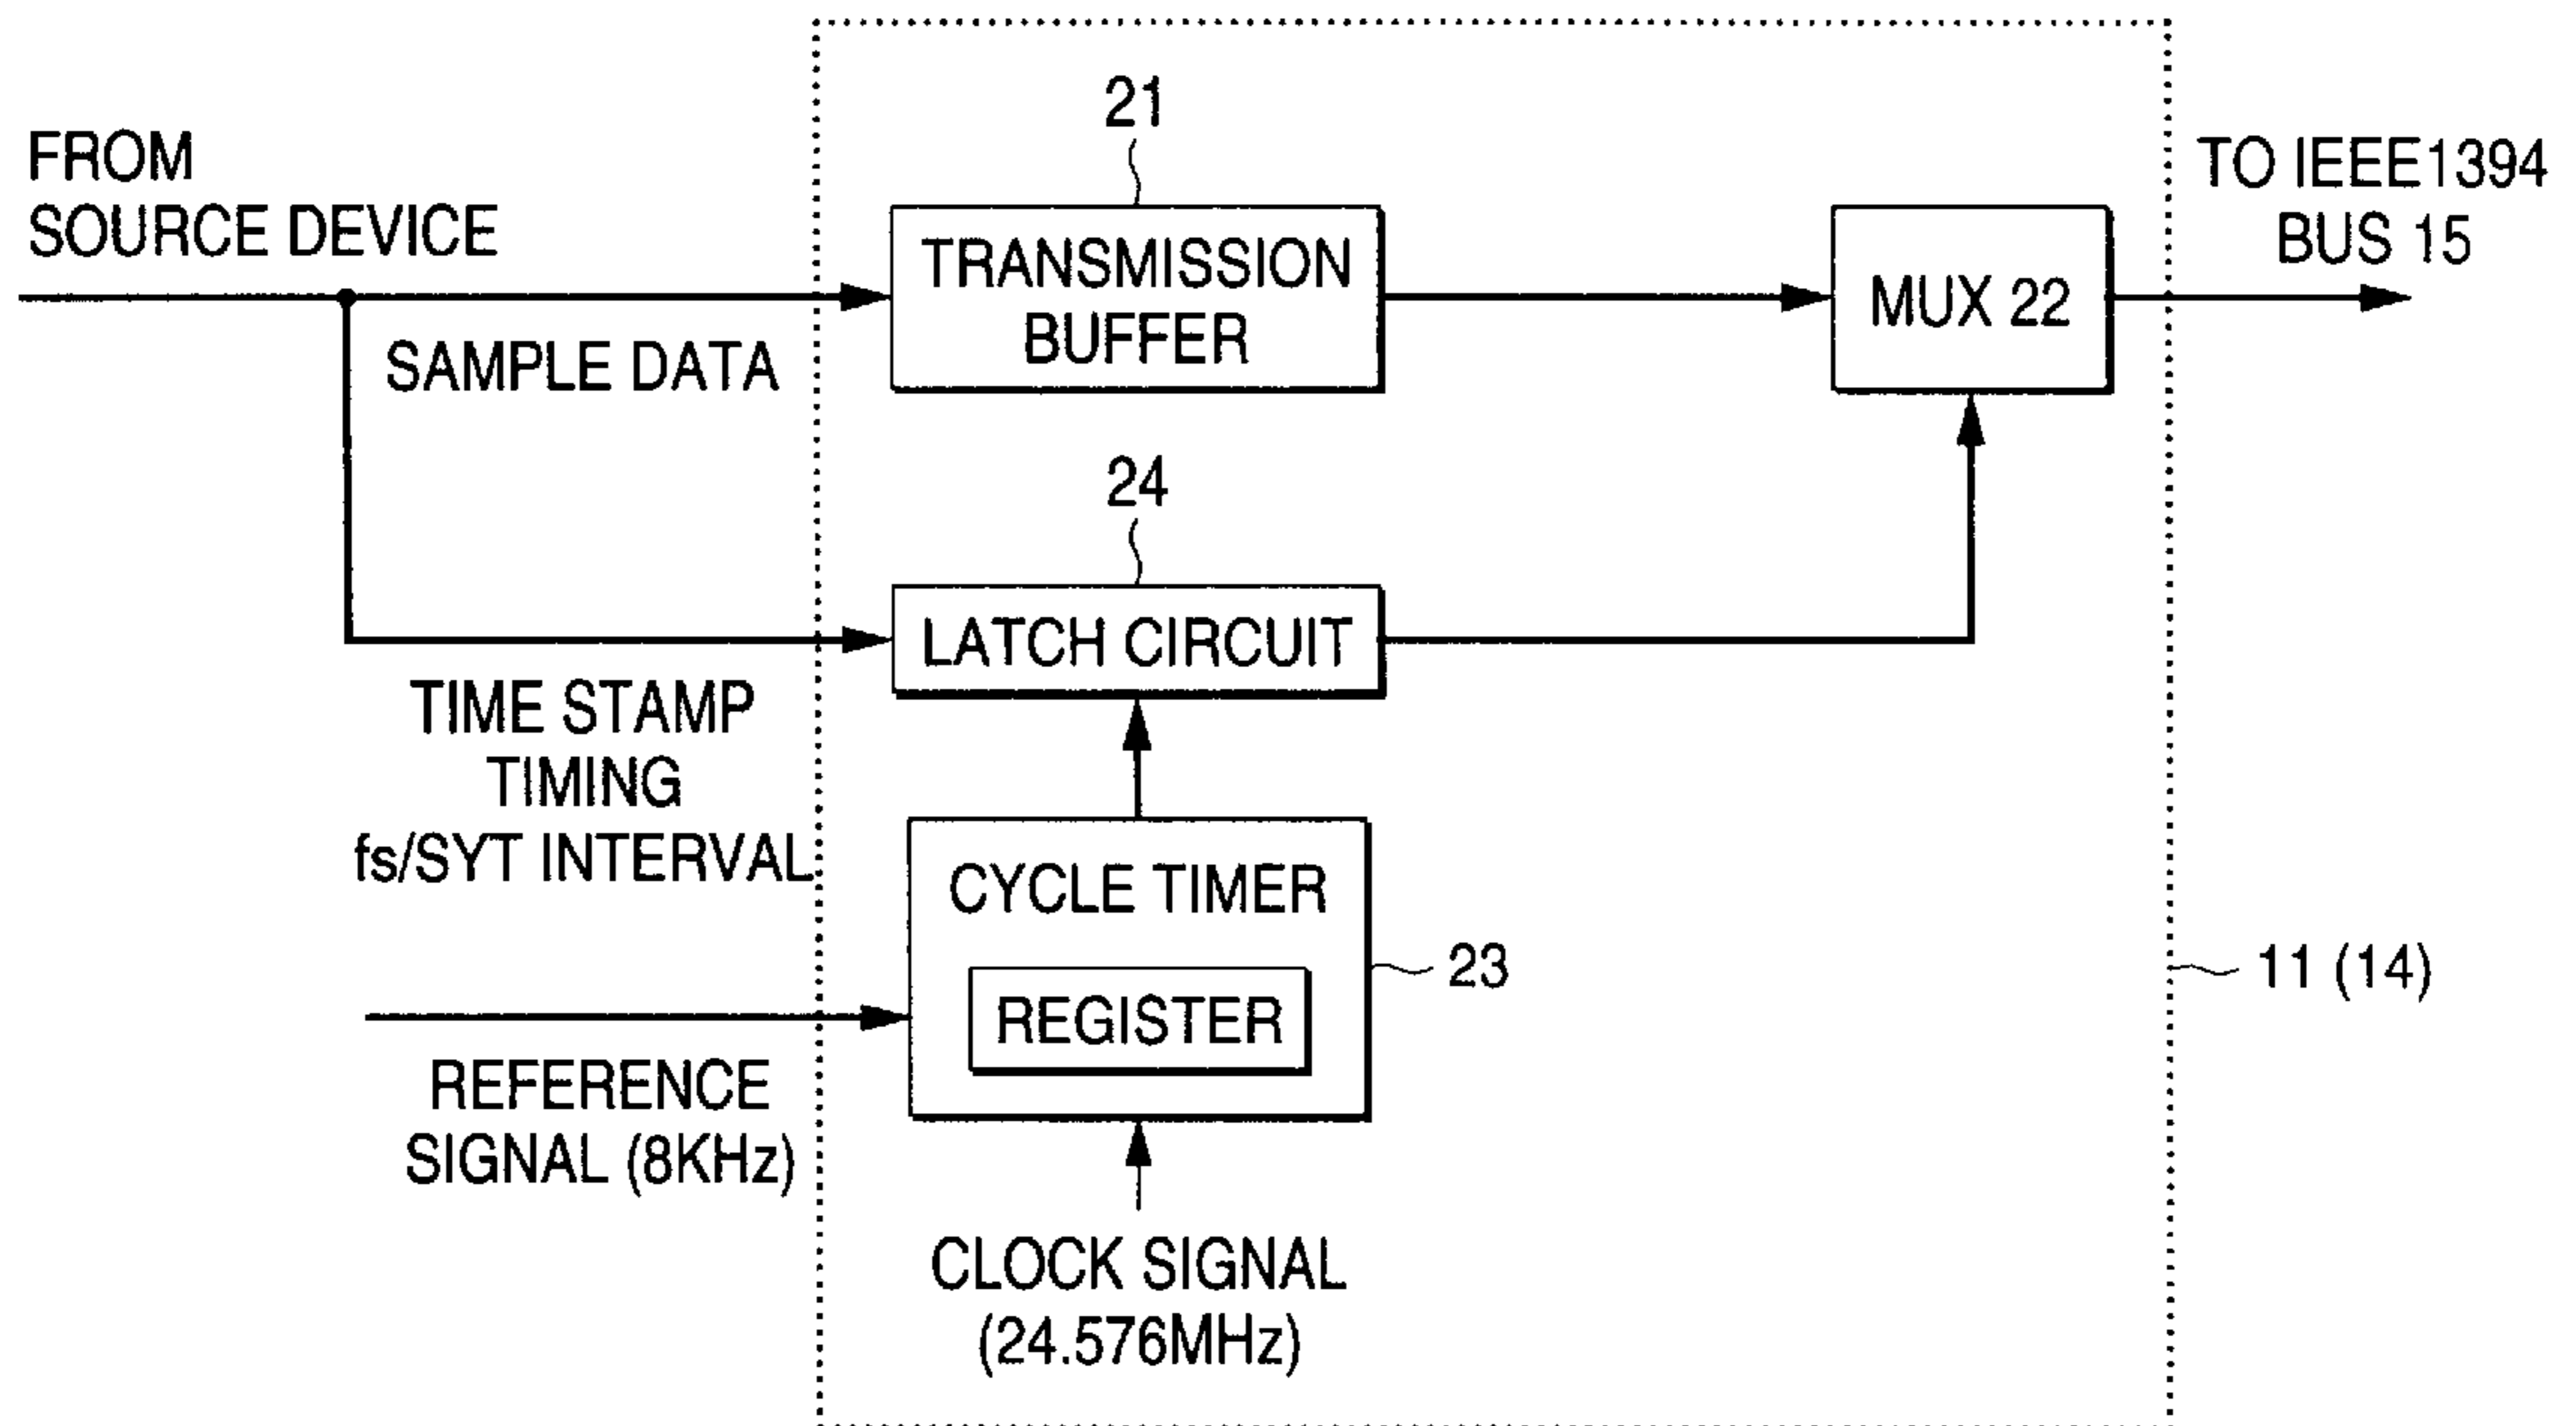 21
FROM
SOURCE DEVICE
TO IEEE1394
BUS 15
TRANSMISSION
BUFFER
MUX 22
SAMPLE DATA
24
LATCH CIRCUIT
TIME STAMP
TIMING
fs/SYT INTERVAL
CYCLE TIMER
REGISTER
23
11 (14)
REFERENCE
SIGNAL (8KHz)
CLOCK SIGNAL
(24.576MHz)